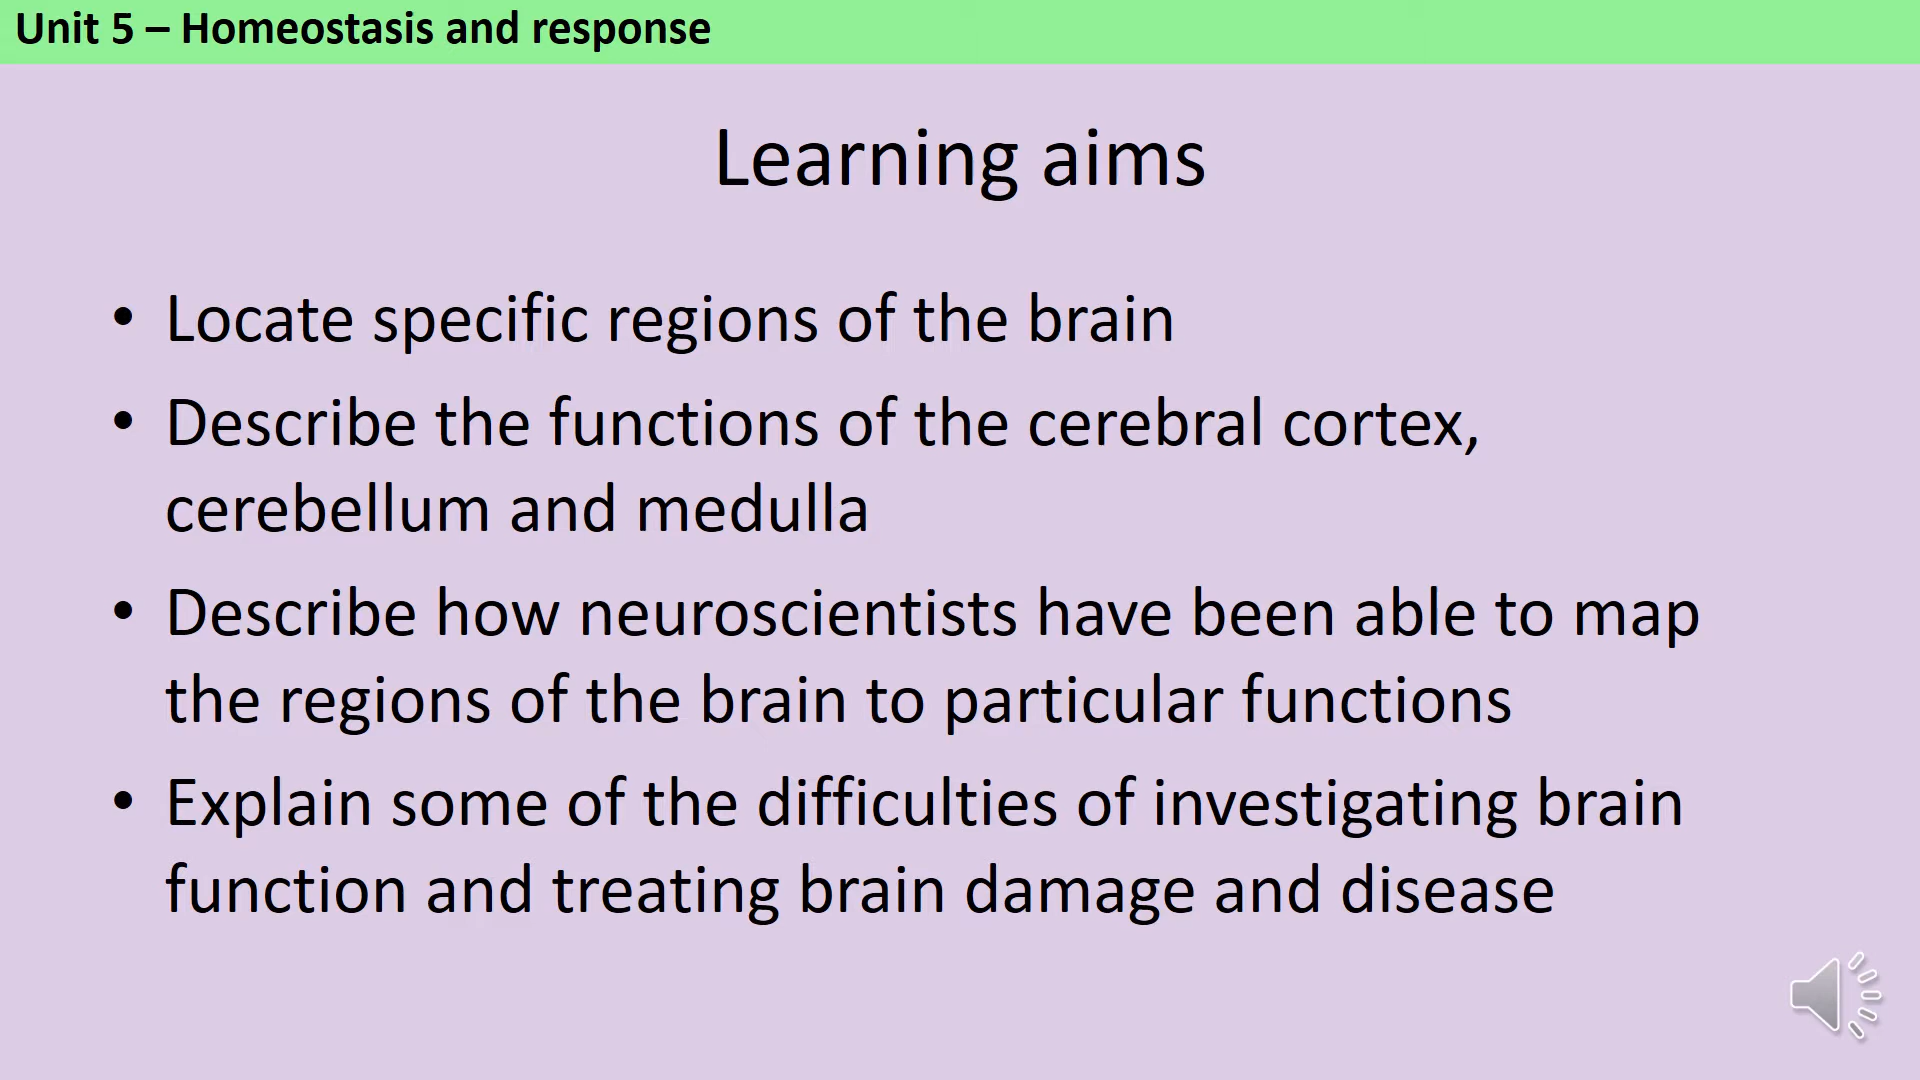 Unit 5 – Homeostasis and response
Learning aims
• Locate specific regions of the brain
• Describe the functions of the cerebral cortex,
cerebellum and medulla
• Describe how neuroscientists have been able to map
the regions of the brain to particular functions
• Explain some of the difficulties of investigating brain
function and treating brain damage and disease